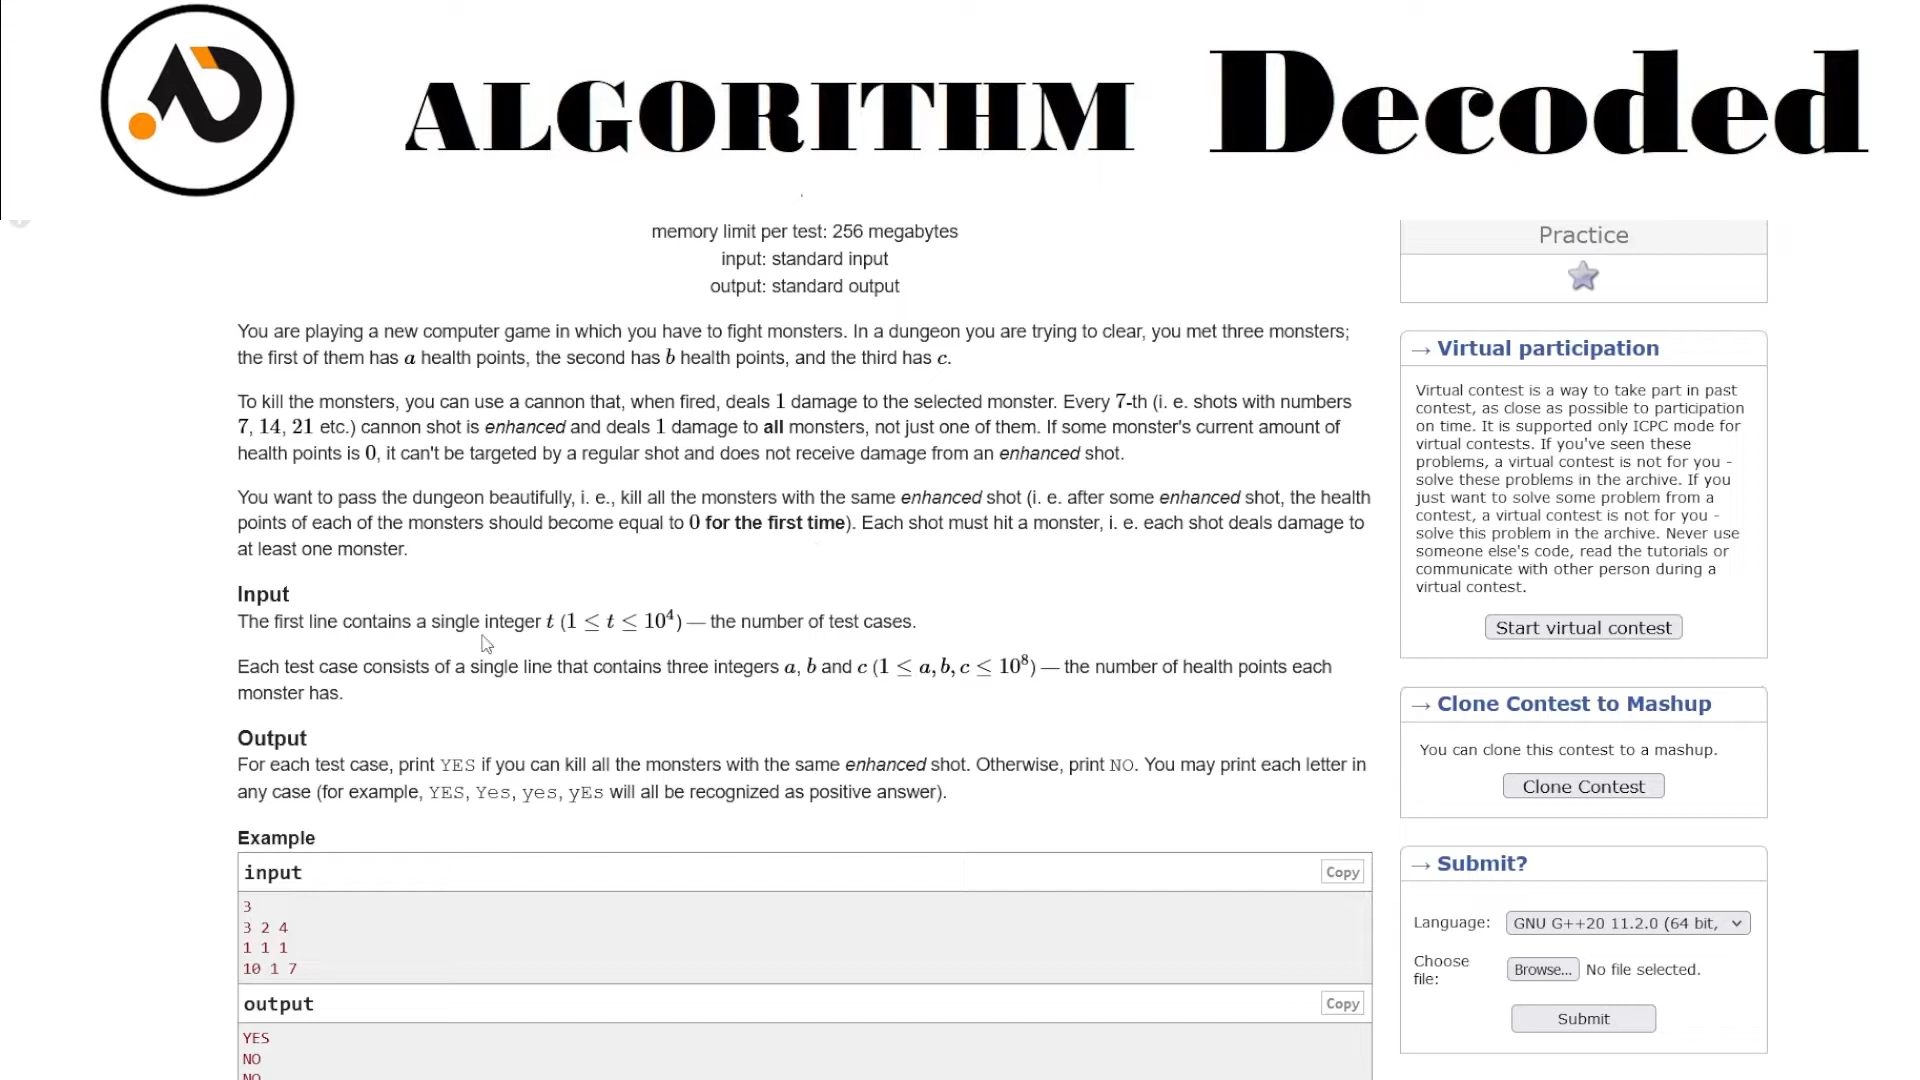 ALGORITHM Decoded
memory limit per test: 256 megabytes
input: standard input
output: standard output
You are playing a new computer game in which you have to fight monsters. In a dungeon you are trying to clear, you met three monsters;
the first of them has a health points, the second has b health points, and the third has c.
To kill the monsters, you can use a cannon that, when fired, deals 1 damage to the selected monster. Every 7-th (i. e. shots with numbers
7, 14, 21 etc.) cannon shot is enhanced and deals 1 damage to all monsters, not just one of them. If some monster's current amount of
health points is 0, it can't be targeted by a regular shot and does not receive damage from an enhanced shot.
You want to pass the dungeon beautifully, i. e., kill all the monsters with the same enhanced shot (i. e. after some enhanced shot, the health
points of each of the monsters should become equal to 0 for the first time). Each shot must hit a monster, i. e. each shot deals damage to
at least one monster.
Input
The first line contains a single integer t (1 ≤ t ≤ 10⁴) — the number of test cases.
Each test case consists of a single line that contains three integers a, b and c (1 ≤ a, b, c ≤ 10⁸) — the number of health points each
monster has.
Output
For each test case, print YES if you can kill all the monsters with the same enhanced shot. Otherwise, print NO. You may print each letter in
any case (for example, YES, Yes, yes, yEs will all be recognized as positive answer).
Example
input
Copy
3
3 2 4
1 1 1
10 1 7
output
Copy
YES
NO
NO
Practice
→ Virtual participation
Virtual contest is a way to take part in past
contest, as close as possible to participation
on time. It is supported only ICPC mode for
virtual contests. If you've seen these
problems, a virtual contest is not for you -
solve these problems in the archive. If you
just want to solve some problem from a
contest, a virtual contest is not for you -
solve this problem in the archive. Never use
someone else's code, read the tutorials or
communicate with other person during a
virtual contest.
Start virtual contest
→ Clone Contest to Mashup
You can clone this contest to a mashup.
Clone Contest
→ Submit?
Language: GNU G++20 11.2.0 (64 bit,
Choose
file:
Browse... No file selected.
Submit